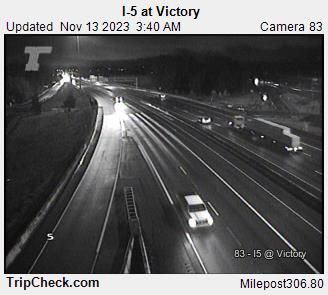 I-5 at Victory
Updated  Nov 13 2023  3:40 AM  Camera 83
T
S
83 - I5 @ Victory
TripCheck.com  Milepost306.80